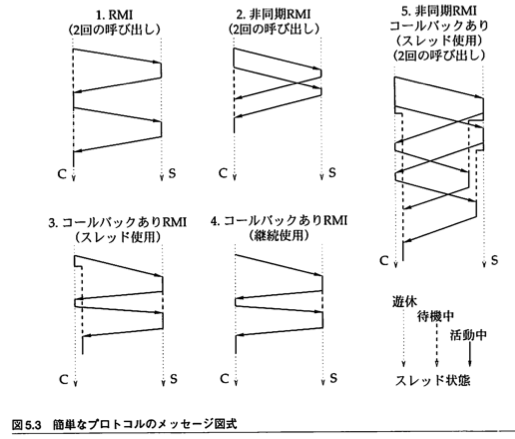 1. RMI
(2回の呼び出し)
C
S
2. 非同期RMI
(2回の呼び出し)
C
S
5. 非同期RMI
コールバックあり
(スレッド使用)
(2回の呼び出し)
C
S
3. コールバックありRMI
(スレッド使用)
C
S
4. コールバックありRMI
(継続使用)
C
S
遊休
待機中
活動中
スレッド状態
図5.3 簡単なプロトコルのメッセージ図式